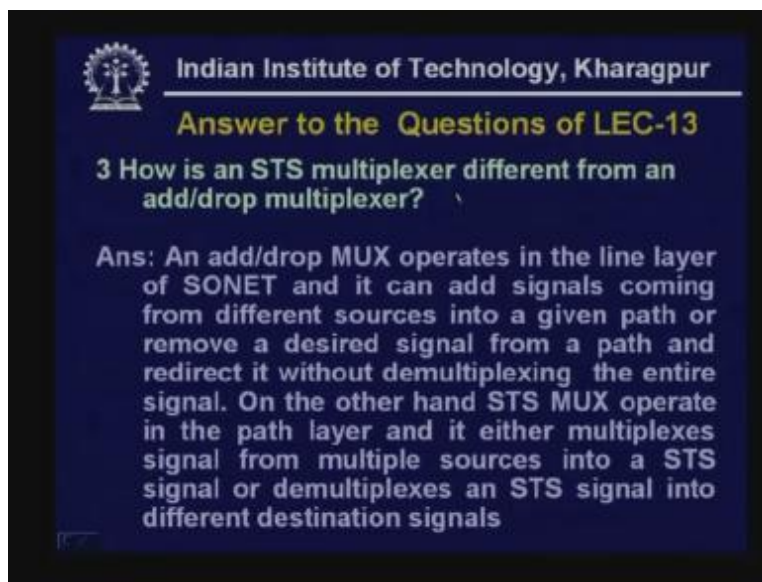 Indian Institute of Technology, Kharagpur
Answer to the Questions of LEC-13
3 How is an STS multiplexer different from an
add/drop multiplexer?
Ans: An add/drop MUX operates in the line layer
of SONET and it can add signals coming
from different sources into a given path or
remove a desired signal from a path and
redirect it without demultiplexing the entire
signal. On the other hand STS MUX operate
in the path layer and it either multiplexes
signal from multiple sources into a STS
signal or demultiplexes an STS signal into
different destination signals